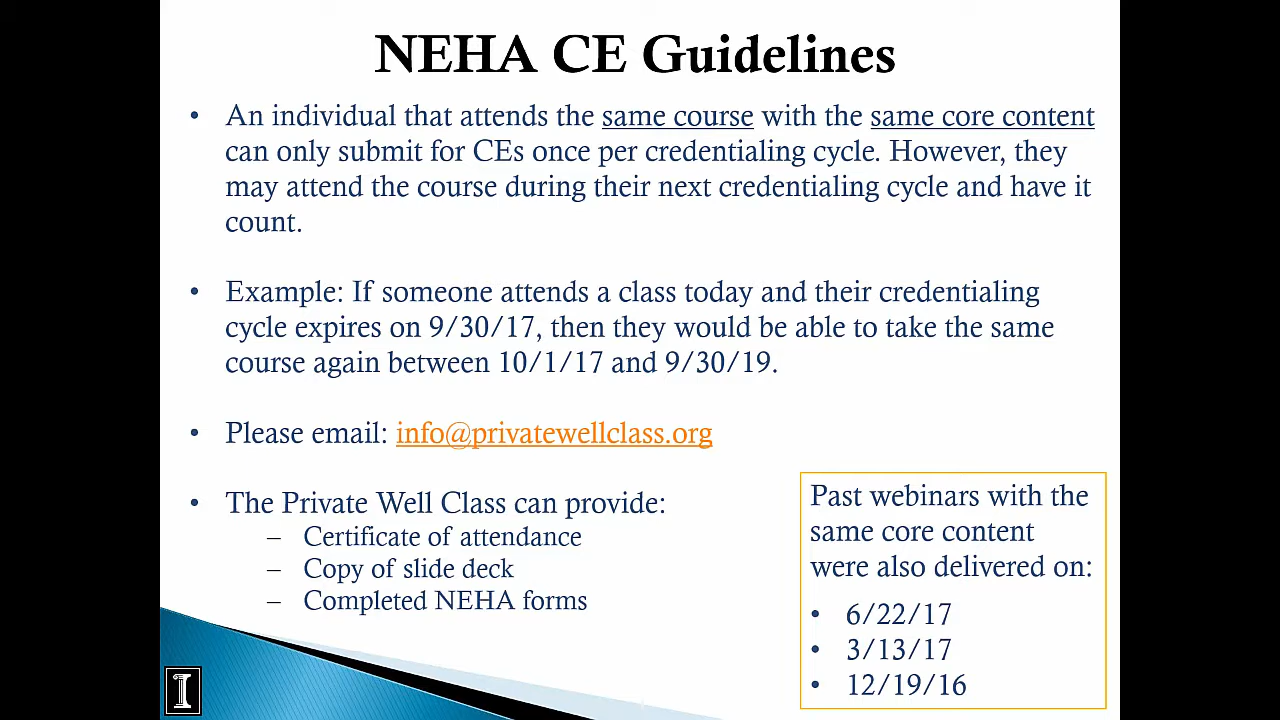 NEHA CE Guidelines
• An individual that attends the same course with the same core content
can only submit for CEs once per credentialing cycle. However, they
may attend the course during their next credentialing cycle and have it
count.
• Example: If someone attends a class today and their credentialing
cycle expires on 9/30/17, then they would be able to take the same
course again between 10/1/17 and 9/30/19.
• Please email: info@privatewellclass.org
• The Private Well Class can provide:
– Certificate of attendance
– Copy of slide deck
– Completed NEHA forms
Past webinars with the
same core content
were also delivered on:
• 6/22/17
• 3/13/17
• 12/19/16
I